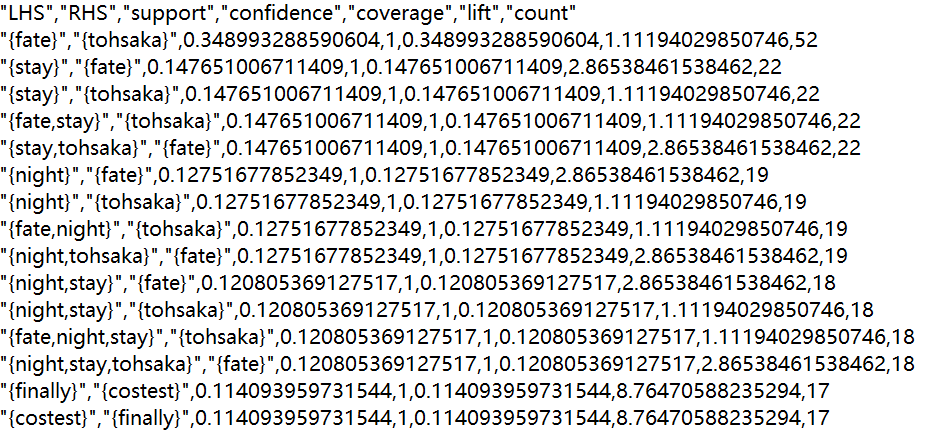 "LHS","RHS","support","confidence","coverage","lift","count"
"{fate}","{tohsaka}",0.348993288590604,1,0.348993288590604,1.11194029850746,52
"{stay}","{fate}",0.147651006711409,1,0.147651006711409,2.86538461538462,22
"{stay}","{tohsaka}",0.147651006711409,1,0.147651006711409,1.11194029850746,22
"{fate,stay}","{tohsaka}",0.147651006711409,1,0.147651006711409,1.11194029850746,22
"{stay,tohsaka}","{fate}",0.147651006711409,1,0.147651006711409,2.86538461538462,22
"{night}","{fate}",0.12751677852349,1,0.12751677852349,2.86538461538462,19
"{night}","{tohsaka}",0.12751677852349,1,0.12751677852349,1.11194029850746,19
"{fate,night}","{tohsaka}",0.12751677852349,1,0.12751677852349,1.11194029850746,19
"{night,tohsaka}","{fate}",0.12751677852349,1,0.12751677852349,2.86538461538462,19
"{night,stay}","{fate}",0.120805369127517,1,0.120805369127517,2.86538461538462,18
"{night,stay}","{tohsaka}",0.120805369127517,1,0.120805369127517,1.11194029850746,18
"{fate,night,stay}","{tohsaka}",0.120805369127517,1,0.120805369127517,1.11194029850746,18
"{night,stay,tohsaka}","{fate}",0.120805369127517,1,0.120805369127517,2.86538461538462,18
"{finally}","{costest}",0.114093959731544,1,0.114093959731544,8.76470588235294,17
"{costest}","{finally}",0.114093959731544,1,0.114093959731544,8.76470588235294,17